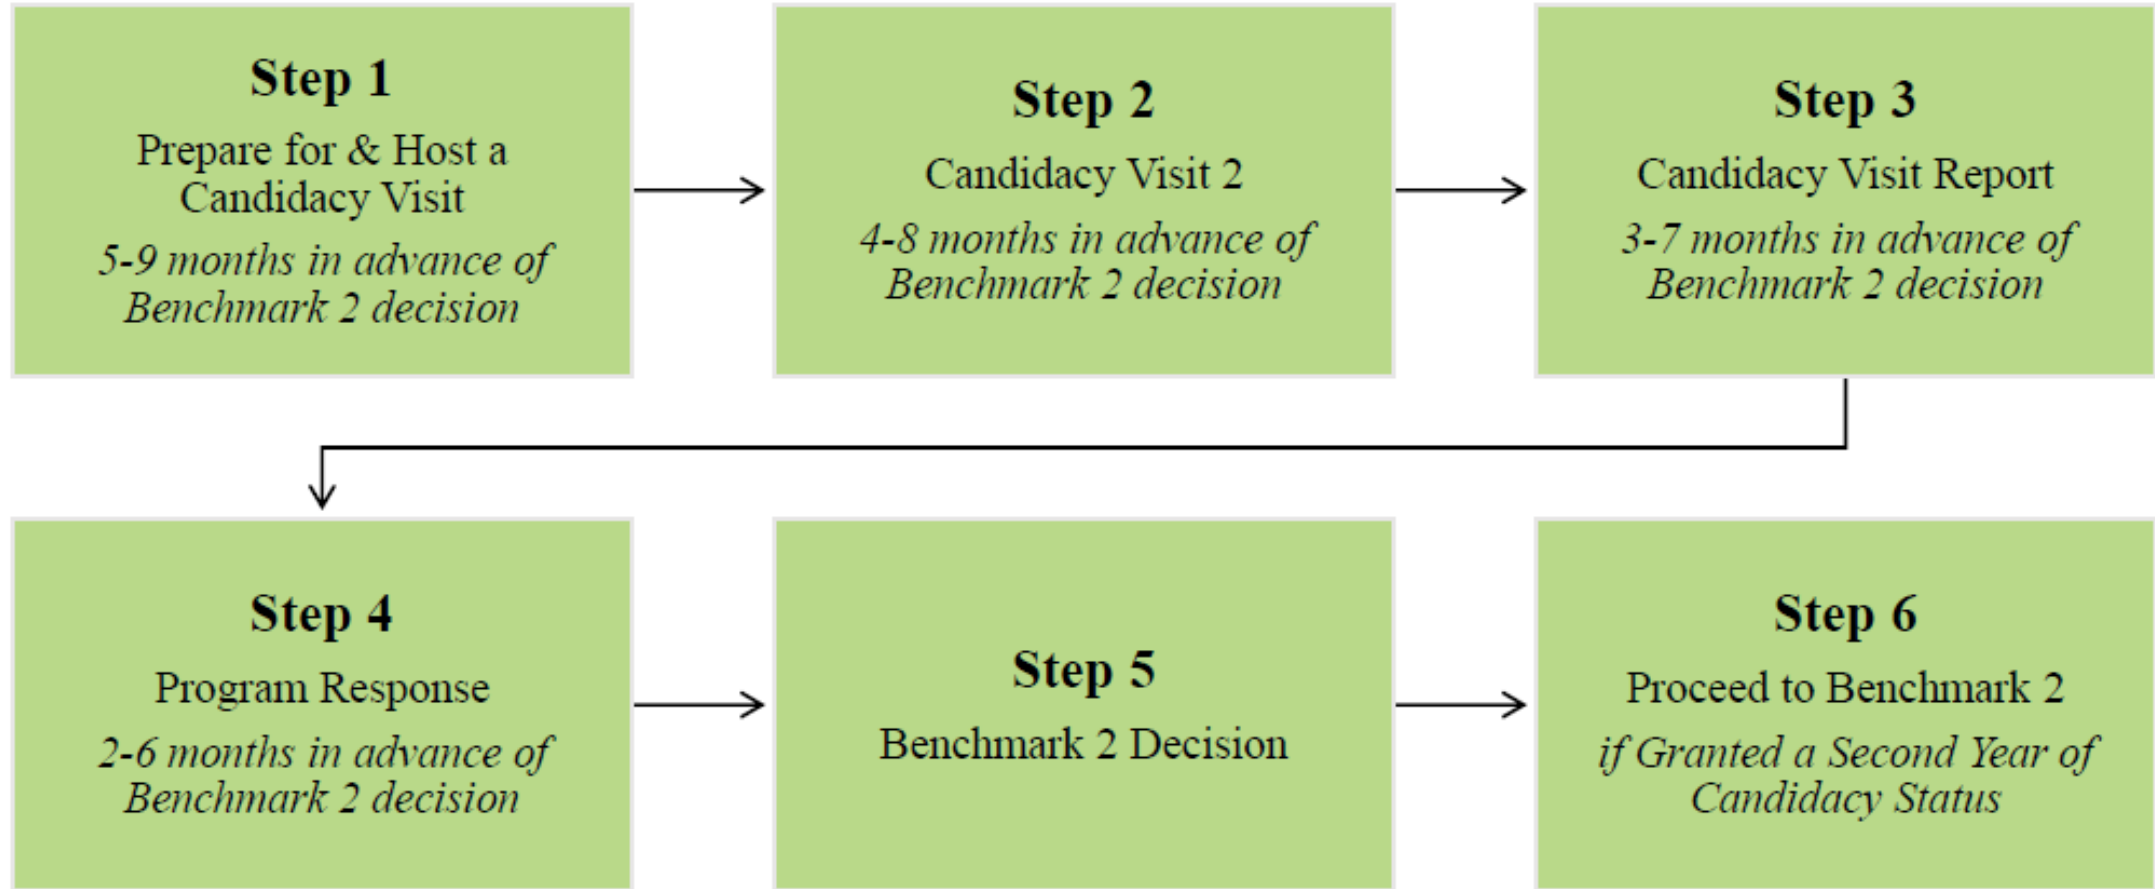 Step 1
Prepare for & Host a
Candidacy Visit
5-9 months in advance of
Benchmark 2 decision
Step 2
Candidacy Visit 2
4-8 months in advance of
Benchmark 2 decision
Step 3
Candidacy Visit Report
3-7 months in advance of
Benchmark 2 decision
Step 4
Program Response
2-6 months in advance of
Benchmark 2 decision
Step 5
Benchmark 2 Decision
Step 6
Proceed to Benchmark 2
if Granted a Second Year of
Candidacy Status